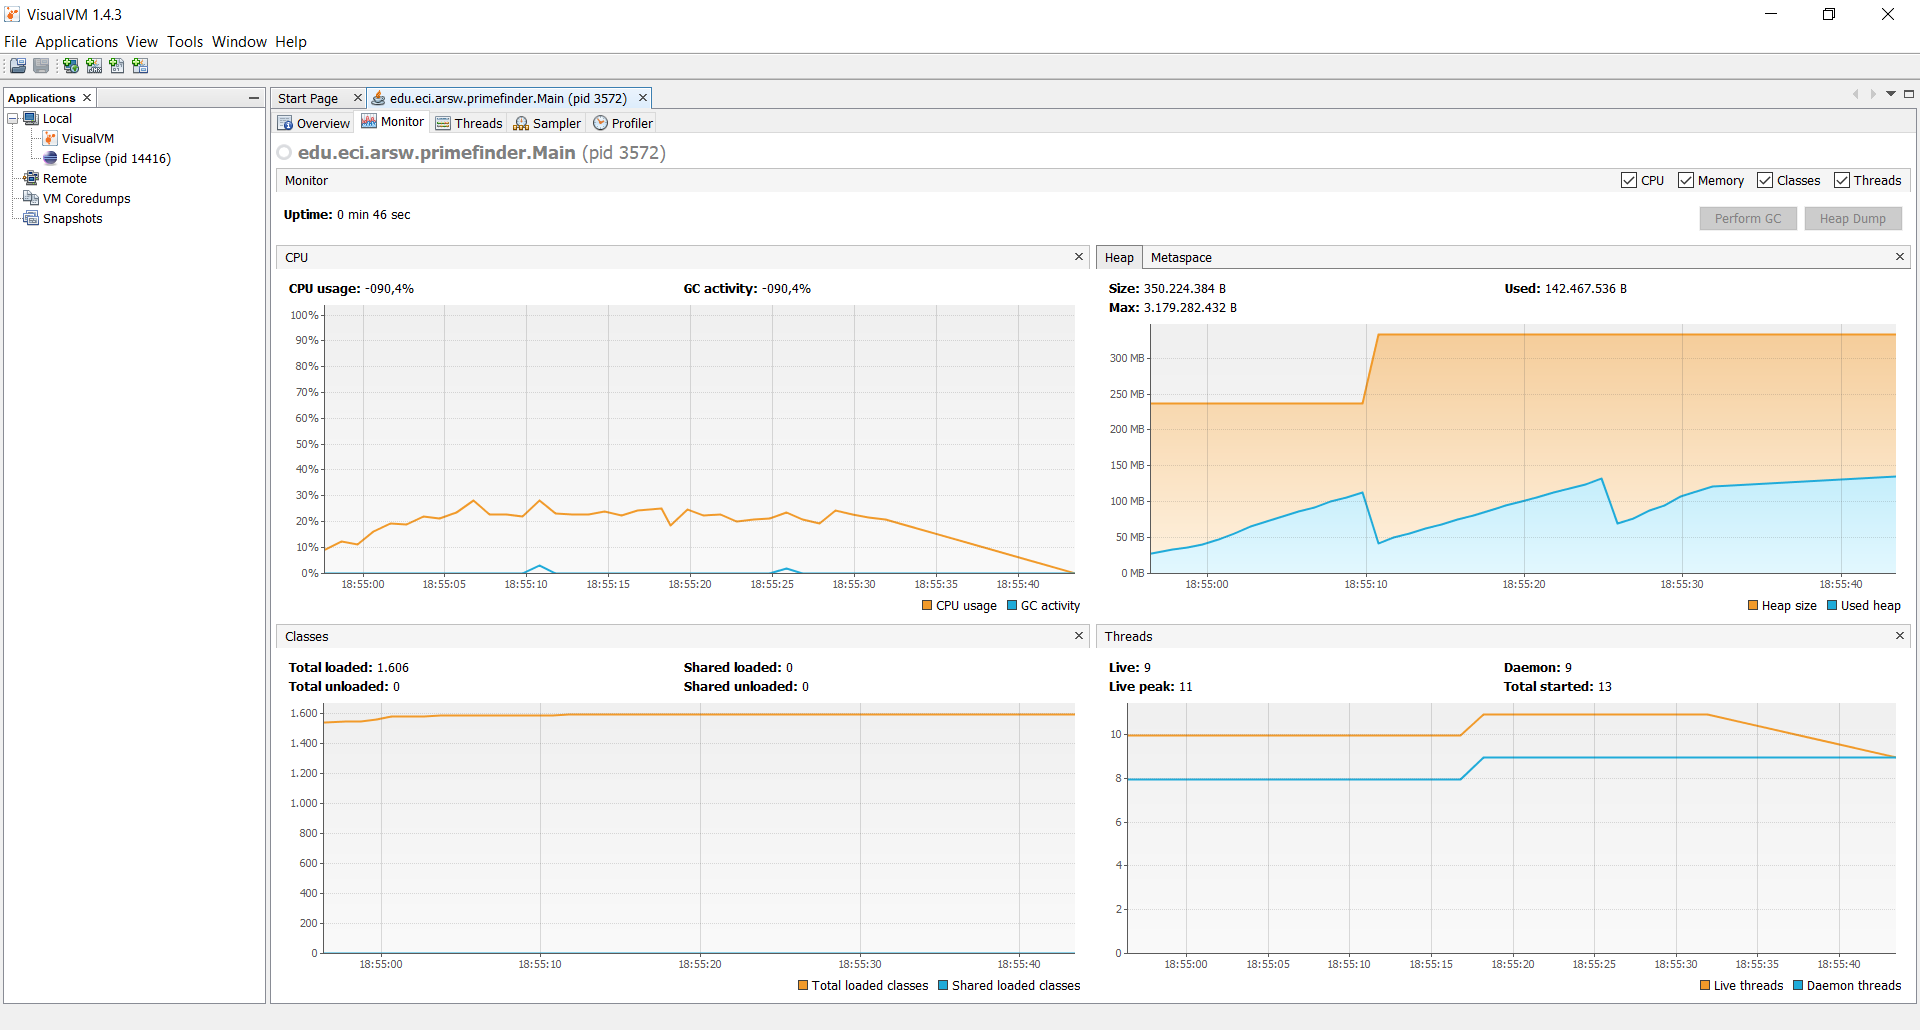 VisualVM 1.4.3
File Applications View Tools Window Help
Applications
Local
VisualVM
Eclipse (pid 14416)
Remote
VM Coredumps
Snapshots
Start Page
edu.eci.arsw.primefinder.Main (pid 3572)
Overview Monitor Threads Sampler Profiler
edu.eci.arsw.primefinder.Main (pid 3572)
Monitor
CPU Memory Classes Threads
Uptime: 0 min 46 sec
Perform GC Heap Dump
CPU
CPU usage: -090,4% GC activity: -090,4%
100%
90%
80%
70%
60%
50%
40%
30%
20%
10%
0%
18:55:00 18:55:05 18:55:10 18:55:15 18:55:20 18:55:25 18:55:30 18:55:35 18:55:40
CPU usage GC activity
Heap Metaspace
Size: 350.224.384 B Used: 142.467.536 B
Max: 3.179.282.432 B
300 MB
250 MB
200 MB
150 MB
100 MB
50 MB
0 MB
18:55:00 18:55:10 18:55:20 18:55:30 18:55:40
Heap size Used heap
Classes
Total loaded: 1.606 Shared loaded: 0
Total unloaded: 0 Shared unloaded: 0
1.600
1.400
1.200
1.000
800
600
400
200
0
18:55:00 18:55:10 18:55:20 18:55:30 18:55:40
Total loaded classes Shared loaded classes
Threads
Live: 9 Daemon: 9
Live peak: 11 Total started: 13
10
8
6
4
2
0
18:55:00 18:55:05 18:55:10 18:55:15 18:55:20 18:55:25 18:55:30 18:55:35 18:55:40
Live threads Daemon threads